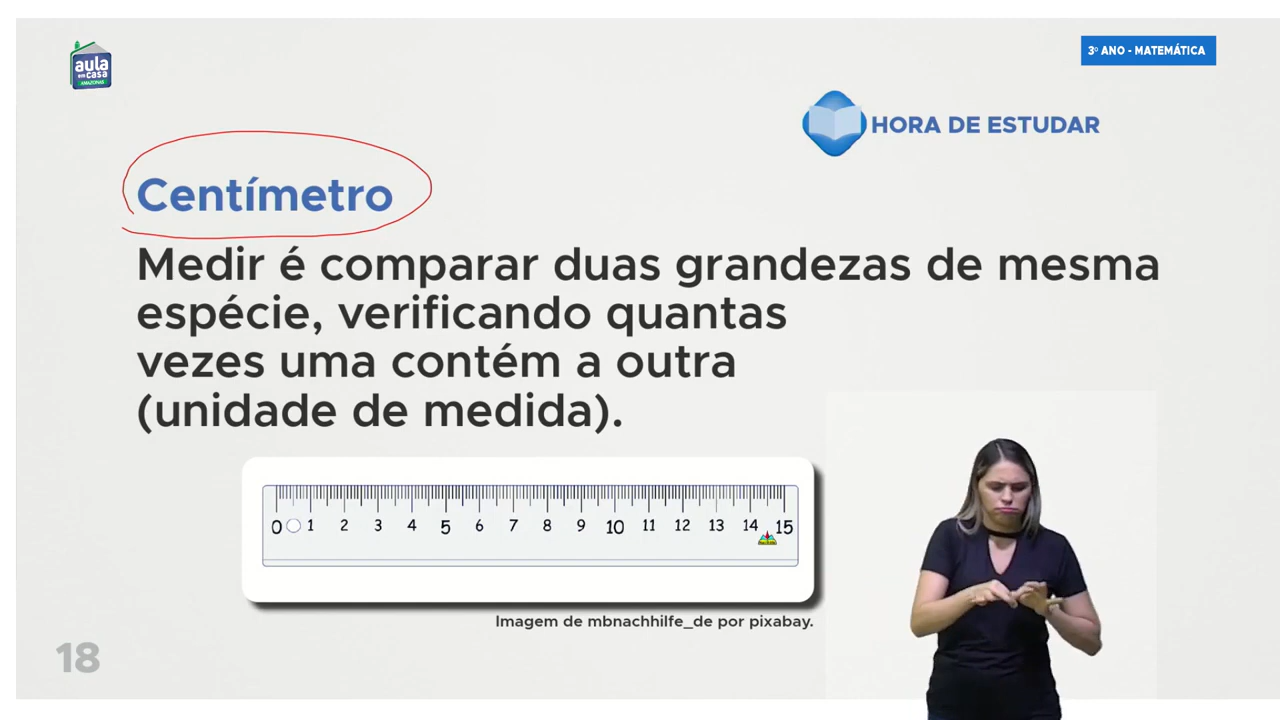 aula
em casa
AMAZONAS
3º ANO - MATEMÁTICA
HORA DE ESTUDAR
Centímetro
Medir é comparar duas grandezas de mesma
espécie, verificando quantas
vezes uma contém a outra
(unidade de medida).
0 1 2 3 4 5 6 7 8 9 10 11 12 13 14 15
Imagem de mbnachhilfe_de por pixabay.
18